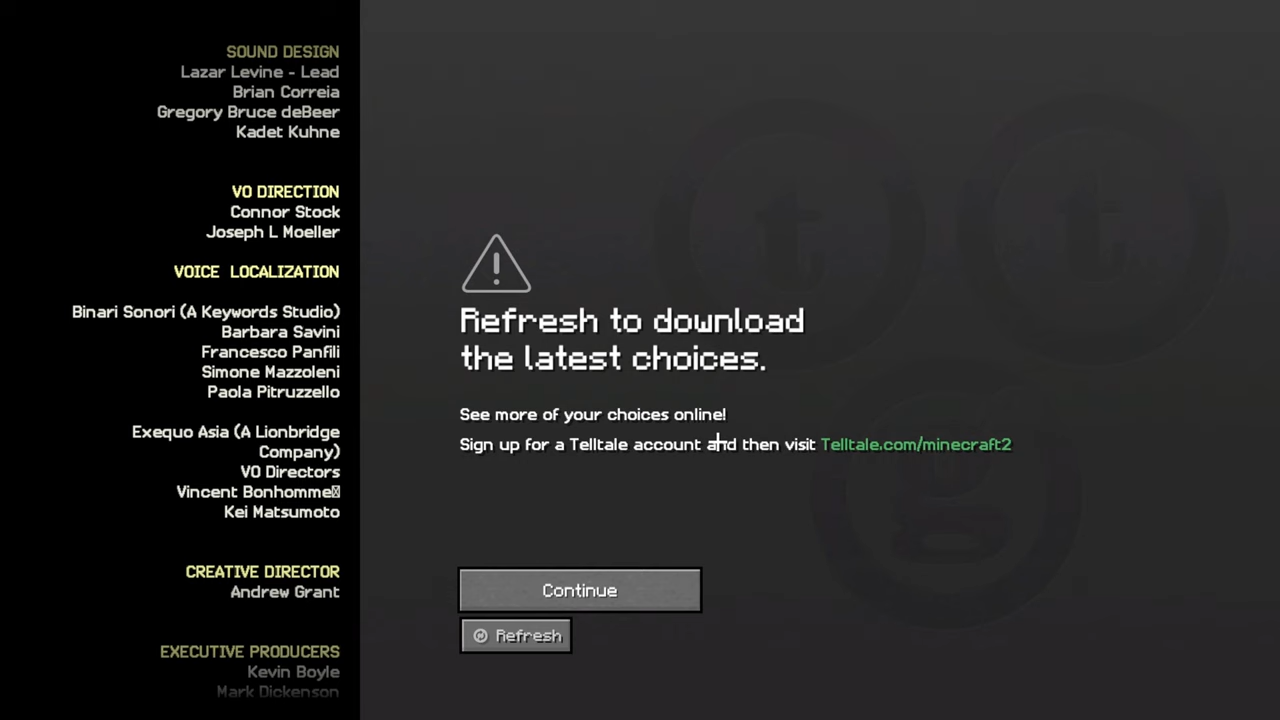 SOUND DESIGN
Lazar Levine - Lead
Brian Correia
Gregory Bruce deBeer
Kadet Kuhne
VO DIRECTION
Connor Stock
Joseph L Moeller
VOICE LOCALIZATION
Binari Sonori (A Keywords Studio)
Barbara Savini
Francesco Panfili
Simone Mazzoleni
Paola Pitruzzello
Exequo Asia (A Lionbridge
Company)
VO Directors
Vincent Bonhomme
Kei Matsumoto
CREATIVE DIRECTOR
Andrew Grant
EXECUTIVE PRODUCERS
Kevin Boyle
Mark Dickenson
Refresh to download
the latest choices.
See more of your choices online!
Sign up for a Telltale account and then visit Telltale.com/minecraft2
Continue
Refresh